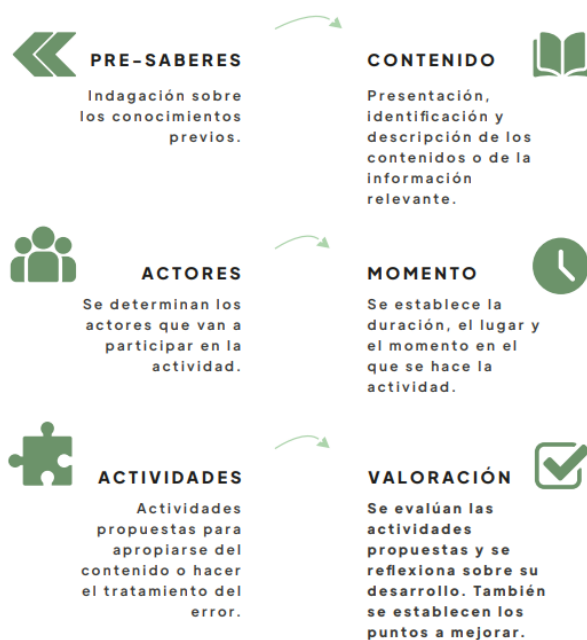 PRE-SABERES
Indagación sobre
los conocimientos
previos.
CONTENIDO
Presentación,
identificación y
descripción de los
contenidos o de la
información
relevante.
ACTORES
Se determinan los
actores que van a
participar en la
actividad.
MOMENTO
Se establece la
duración, el lugar y
el momento en el
que se hace la
actividad.
ACTIVIDADES
Actividades
propuestas para
apropiarse del
contenido o hacer
el tratamiento del
error.
VALORACIÓN
Se evalúan las
actividades
propuestas y se
reflexiona sobre su
desarrollo. También
se establecen los
puntos a mejorar.